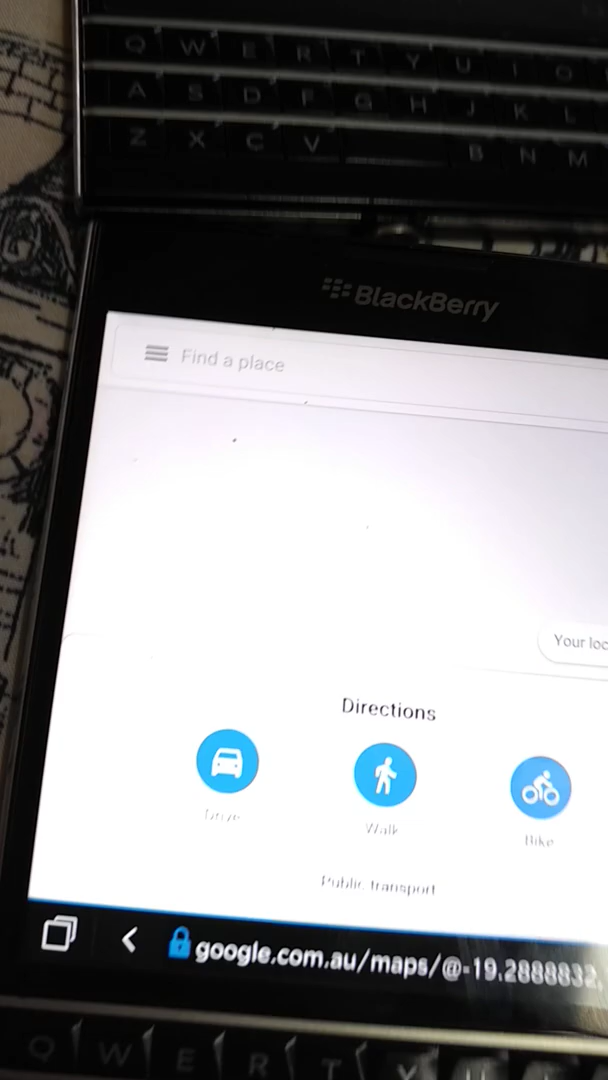 Q W E R T Y U I O
A S D F G H J K L
Z X C V B N M
BlackBerry
Find a place
Your loc
Directions
Drive Walk Bike
Public transport
google.com.au/maps/@-19.2888832,
Q W E R T Y U